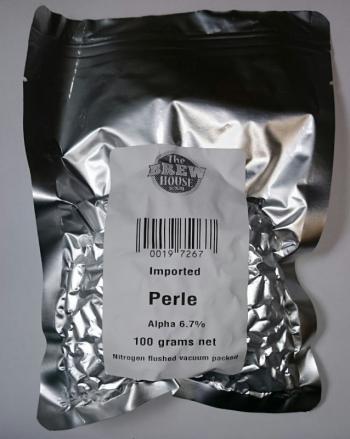 The
BREW
HOUSE
0019 7267
Imported
Perle
Alpha 6.7%
100 grams net
Nitrogen flushed vacuum packed